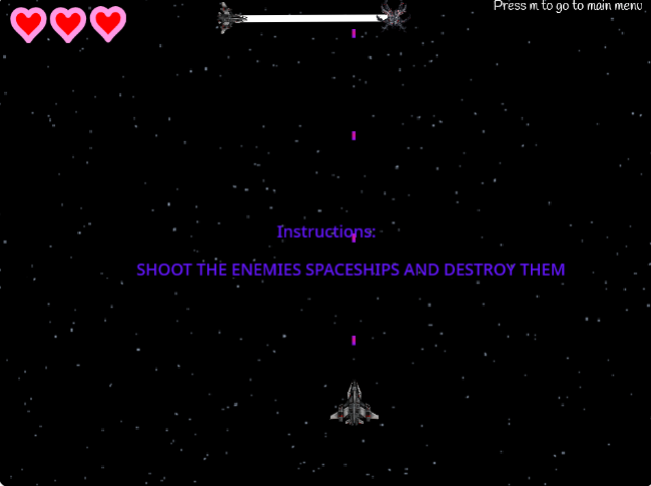 Press m to go to main menu
Instructions:
SHOOT THE ENEMIES SPACESHIPS AND DESTROY THEM